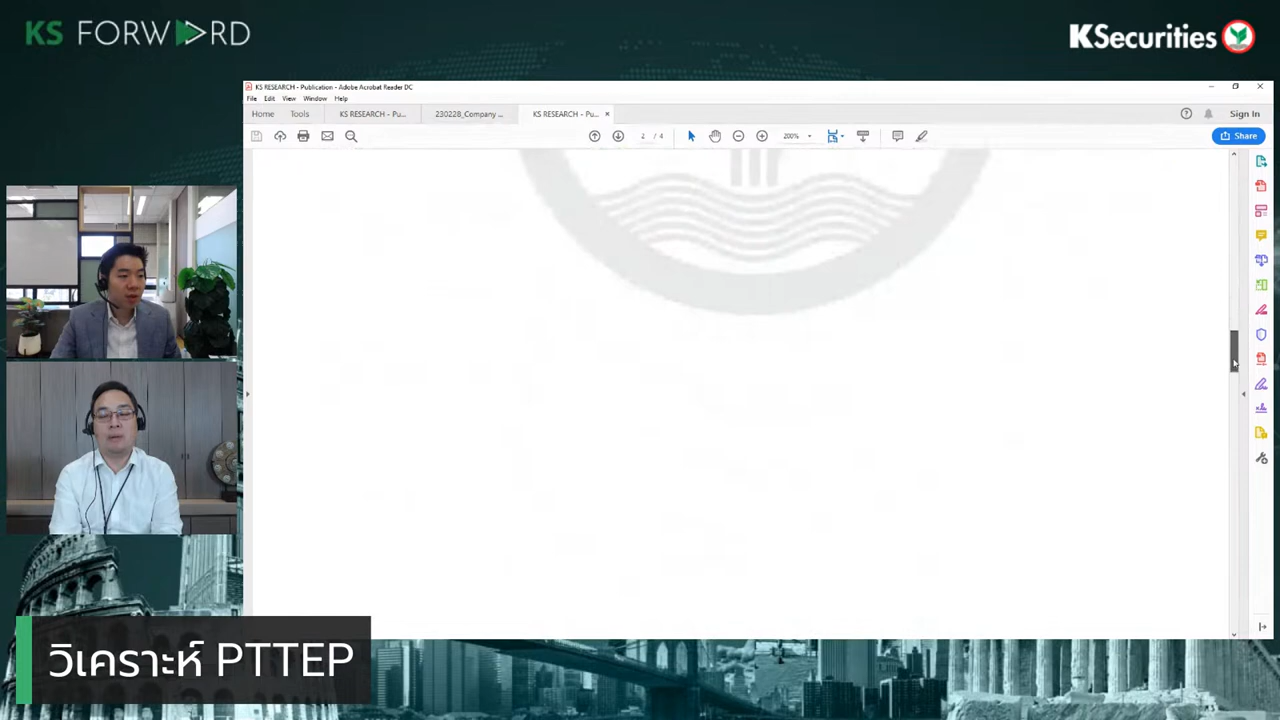 KS FORWARD
KSecurities
KS RESEARCH - Publication - Adobe Acrobat Reader DC
File Edit View Window Help
Home Tools KS RESEARCH - Pu... 230228_Company ... KS RESEARCH - Pu... × Sign In
2 / 4 200% Share
วิเคราะห์ PTTEP